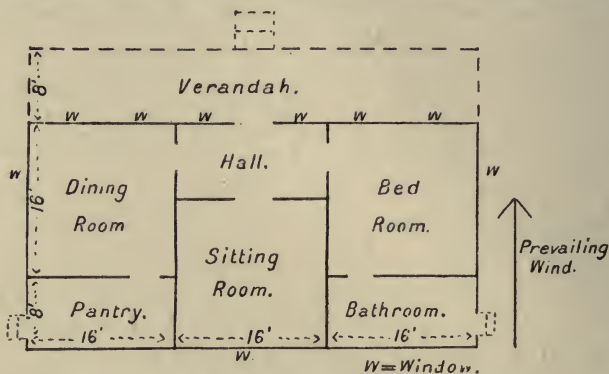 Verandah.
8'
W W W W W W
Hall.
W W
Dining
Room
Bed
Room.
16'
Sitting
Room.
Prevailing
Wind.
Pantry.
Bathroom.
8'
16' 16' 16'
W.
W=Window.